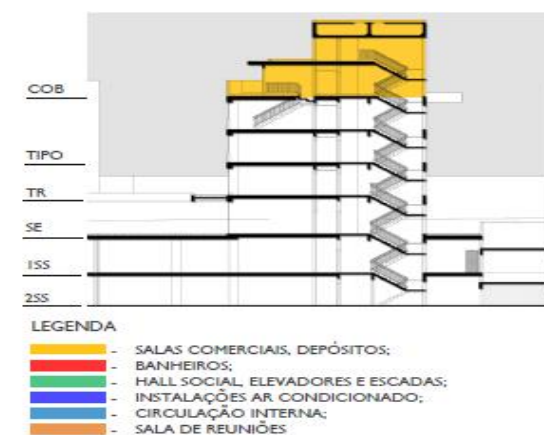 COB
TIPO
TR
SE
1SS
2SS
LEGENDA
- SALAS COMERCIAIS, DEPÓSITOS;
- BANHEIROS;
- HALL SOCIAL, ELEVADORES E ESCADAS;
- INSTALAÇÕES AR CONDICIONADO;
- CIRCULAÇÃO INTERNA;
- SALA DE REUNIÕES